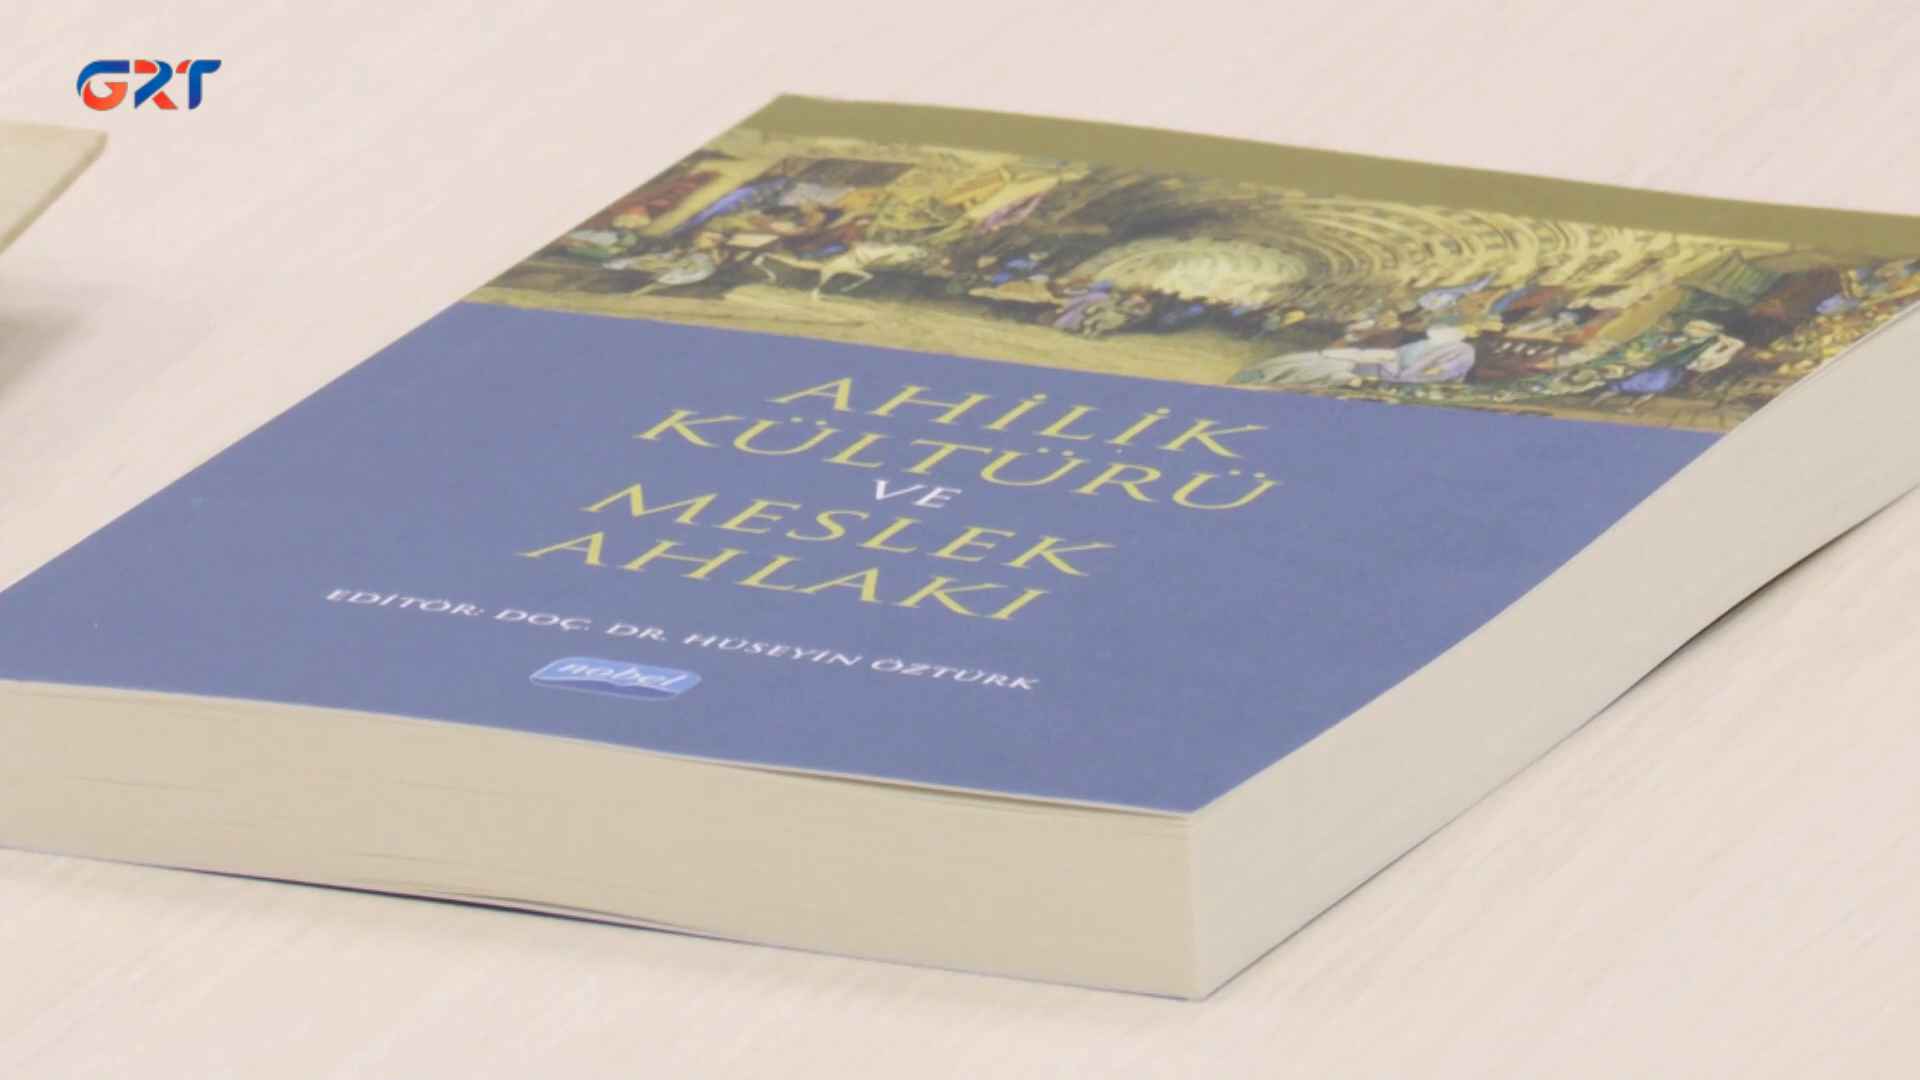 GRT
AHİLİK
KÜLTÜRÜ
VE
MESLEK
AHLAKI
EDİTÖR: DOÇ. DR. HÜSEYİN ÖZTÜRK
nobel